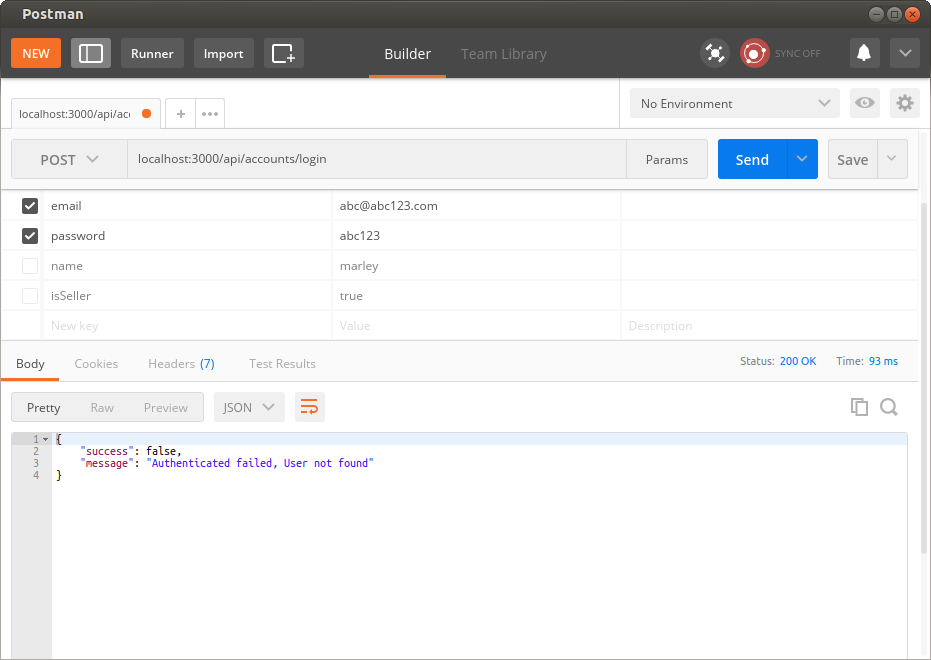 Postman
NEW Runner Import Builder Team Library SYNC OFF
localhost:3000/api/acc No Environment
POST localhost:3000/api/accounts/login Params Send Save
email abc@abc123.com
password abc123
name marley
isSeller true
New key Value Description
Body Cookies Headers (7) Test Results Status: 200 OK Time: 93 ms
Pretty Raw Preview JSON
1 {
2 "success": false,
3 "message": "Authenticated failed, User not found"
4 }